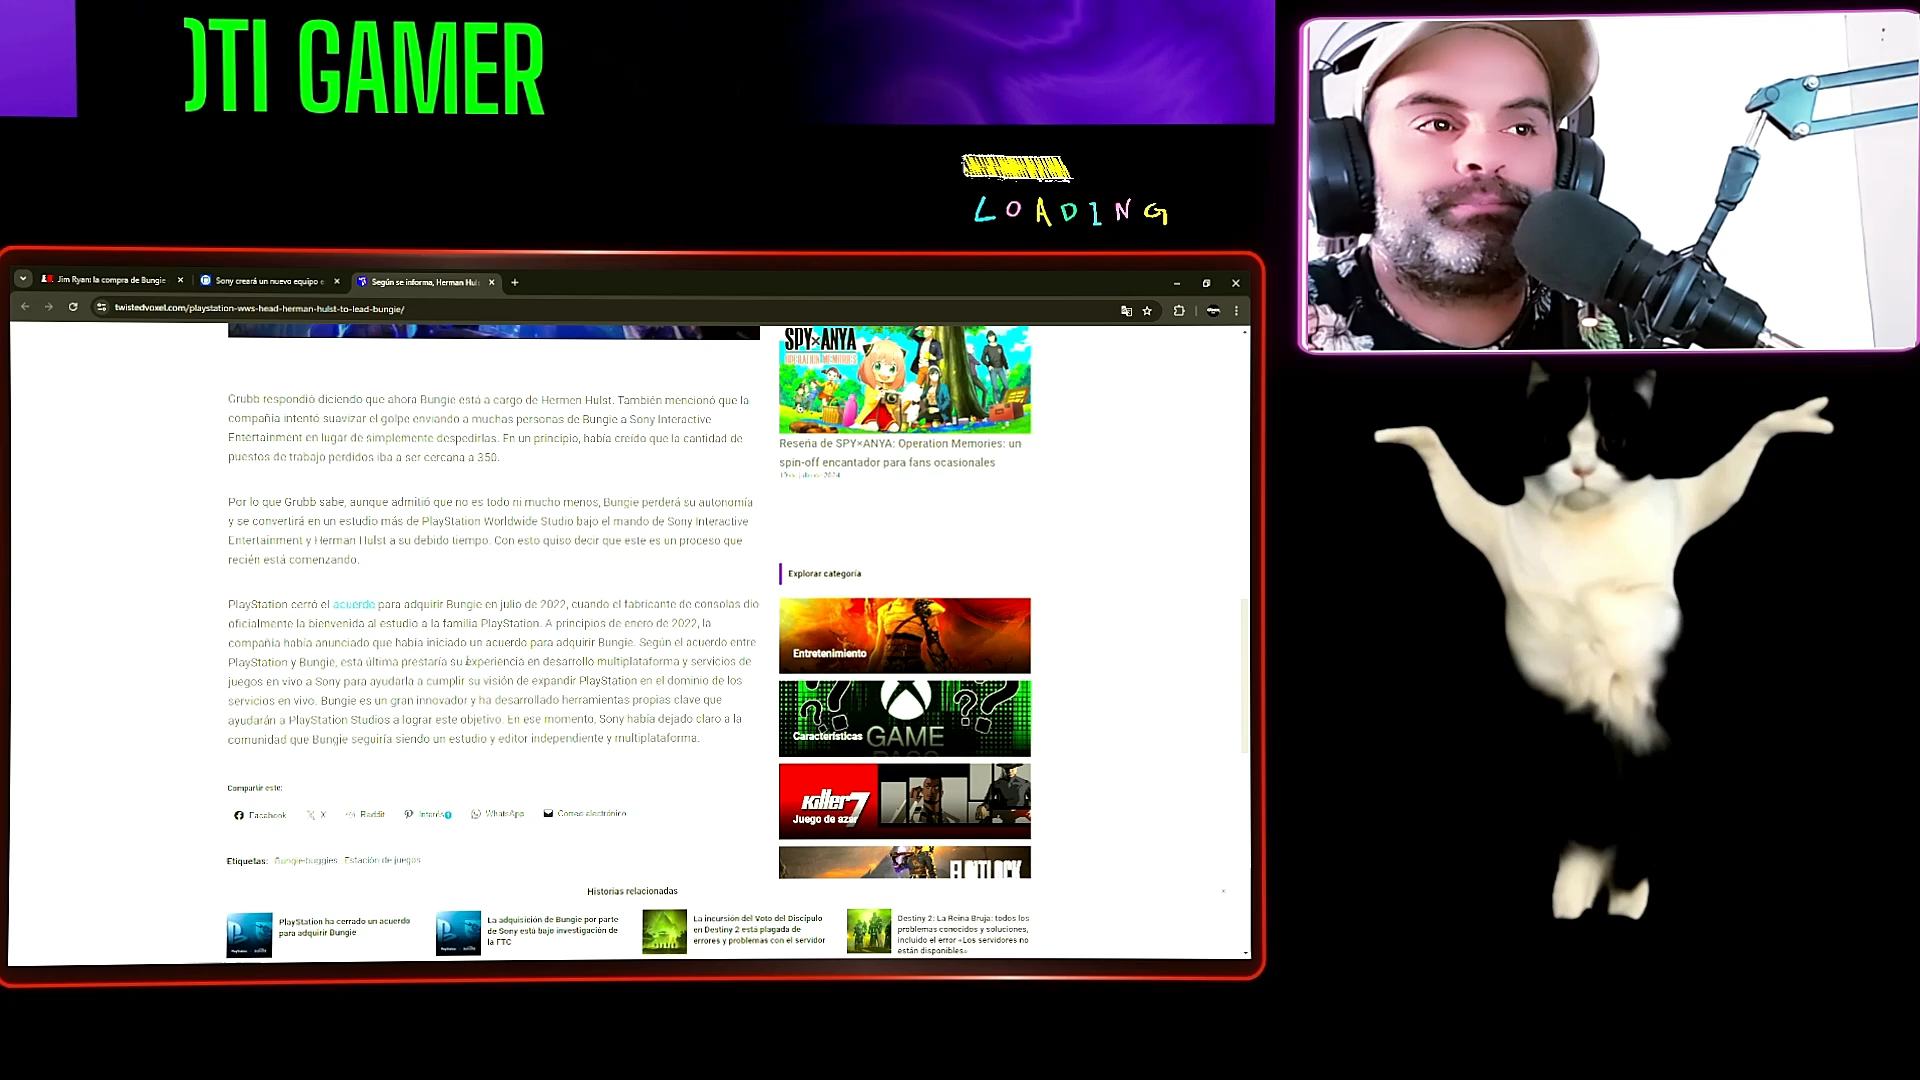 OTI GAMER
LOADING
Jim Ryan: la compra de Bungie
Sony creará un nuevo equipo e
Según se informa, Herman Hul
twistedvoxel.com/playstation-wws-head-herman-hulst-to-lead-bungie/
Grubb respondió diciendo que ahora Bungie está a cargo de Hermen Hulst. También mencionó que la
compañía intentó suavizar el golpe enviando a muchas personas de Bungie a Sony Interactive
Entertainment en lugar de simplemente despedirlas. En un principio, había creído que la cantidad de
puestos de trabajo perdidos iba a ser cercana a 350.
Por lo que Grubb sabe, aunque admitió que no es todo ni mucho menos, Bungie perderá su autonomía
y se convertirá en un estudio más de PlayStation Worldwide Studio bajo el mando de Sony Interactive
Entertainment y Herman Hulst a su debido tiempo. Con esto quiso decir que este es un proceso que
recién está comenzando.
PlayStation cerró el acuerdo para adquirir Bungie en julio de 2022, cuando el fabricante de consolas dio
oficialmente la bienvenida al estudio a la familia PlayStation. A principios de enero de 2022, la
compañía había anunciado que había iniciado un acuerdo para adquirir Bungie. Según el acuerdo entre
PlayStation y Bungie, esta última prestaría su experiencia en desarrollo multiplataforma y servicios de
juegos en vivo a Sony para ayudarla a cumplir su visión de expandir PlayStation en el dominio de los
servicios en vivo. Bungie es un gran innovador y ha desarrollado herramientas propias clave que
ayudarán a PlayStation Studios a lograr este objetivo. En ese momento, Sony había dejado claro a la
comunidad que Bungie seguiría siendo un estudio y editor independiente y multiplataforma.
Compartir este:
Facebook X Reddit Interés WhatsApp Correo electrónico
Etiquetas: Bungie buggies Estación de juegos
SPY×ANYA
OPERATION MEMORIES
Reseña de SPY×ANYA: Operation Memories: un
spin-off encantador para fans ocasionales
Explorar categoría
Entretenimiento
Características
GAME
PASS
killer7
Juego de azar
FLINTLOCK
Historias relacionadas
PlayStation ha cerrado un acuerdo
para adquirir Bungie
La adquisición de Bungie por parte
de Sony está bajo investigación de
la FTC
La incursión del Voto del Discípulo
en Destiny 2 está plagada de
errores y problemas con el servidor
Destiny 2: La Reina Bruja: todos los
problemas conocidos y soluciones,
incluido el error «Los servidores no
están disponibles»